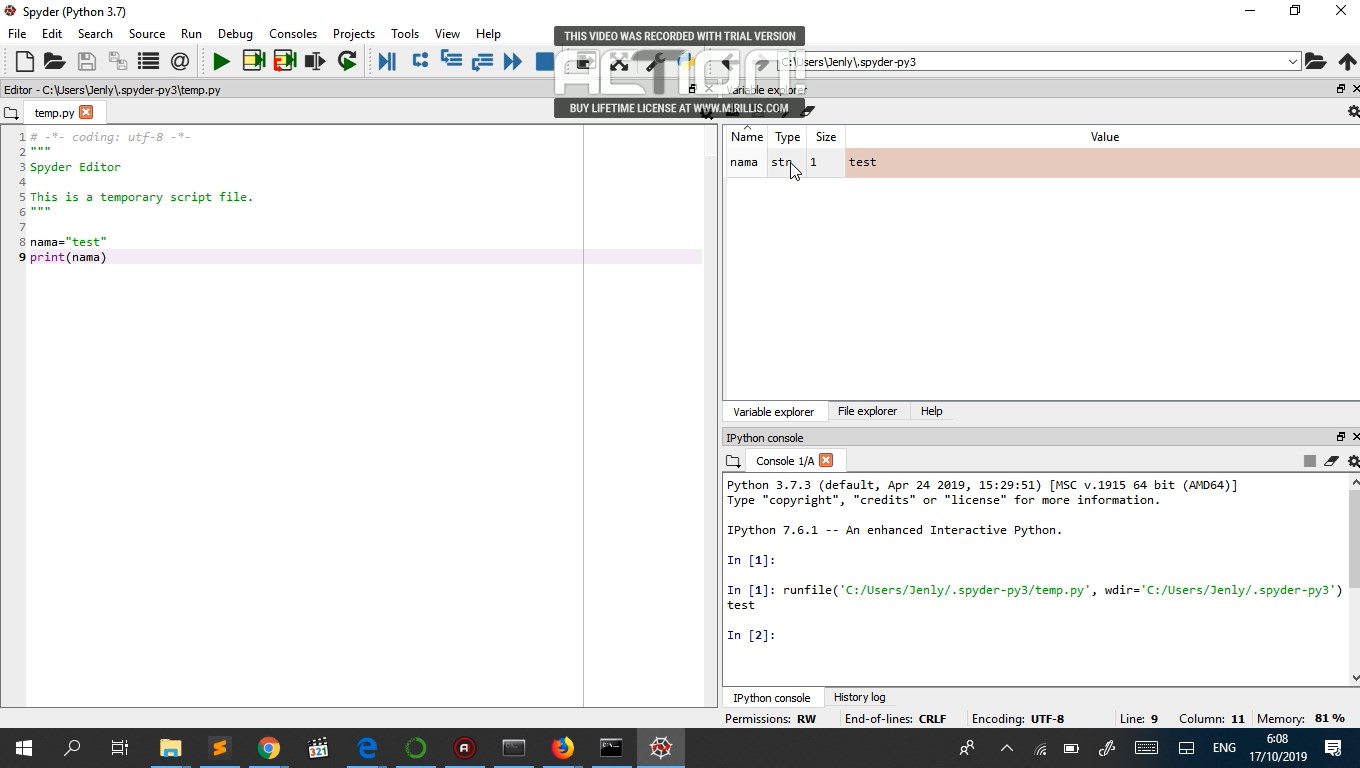 Spyder (Python 3.7)
File Edit Search Source Run Debug Consoles Projects Tools View Help
THIS VIDEO WAS RECORDED WITH TRIAL VERSION
ACTION!
BUY LIFETIME LICENSE AT WWW.MIRILLIS.COM
C:\Users\Jenly\.spyder-py3
Editor - C:\Users\Jenly\.spyder-py3\temp.py
temp.py
1 # -*- coding: utf-8 -*-
2 """
3 Spyder Editor
4
5 This is a temporary script file.
6 """
7
8 nama="test"
9 print(nama)
Variable explorer
Name Type Size Value
nama str 1 test
Variable explorer File explorer Help
IPython console
Console 1/A
Python 3.7.3 (default, Apr 24 2019, 15:29:51) [MSC v.1915 64 bit (AMD64)]
Type "copyright", "credits" or "license" for more information.
IPython 7.6.1 -- An enhanced Interactive Python.
In [1]:
In [1]: runfile('C:/Users/Jenly/.spyder-py3/temp.py', wdir='C:/Users/Jenly/.spyder-py3')
test
In [2]:
IPython console History log
Permissions: RW End-of-lines: CRLF Encoding: UTF-8 Line: 9 Column: 11 Memory: 81 %
321
ENG
6:08
17/10/2019